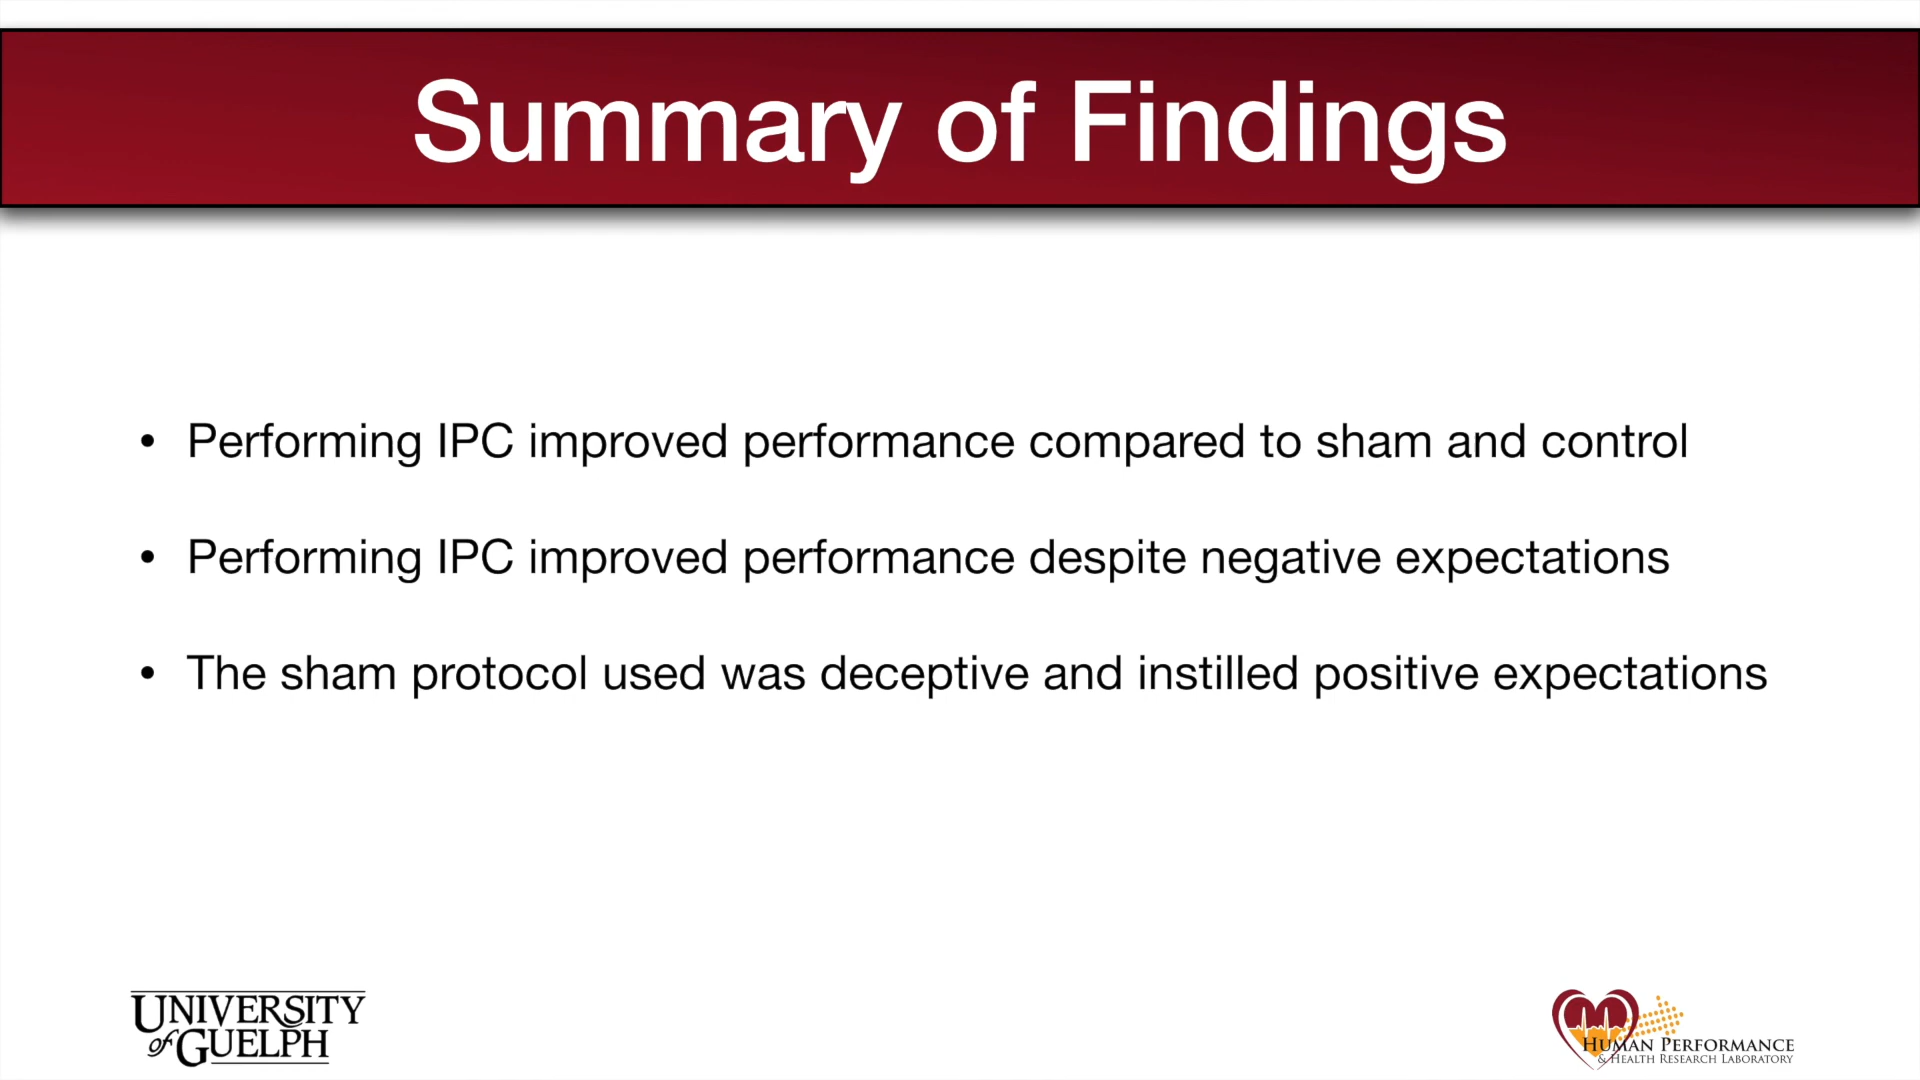 Summary of Findings
• Performing IPC improved performance compared to sham and control
• Performing IPC improved performance despite negative expectations
• The sham protocol used was deceptive and instilled positive expectations
UNIVERSITY
of GUELPH
HUMAN PERFORMANCE
& HEALTH RESEARCH LABORATORY